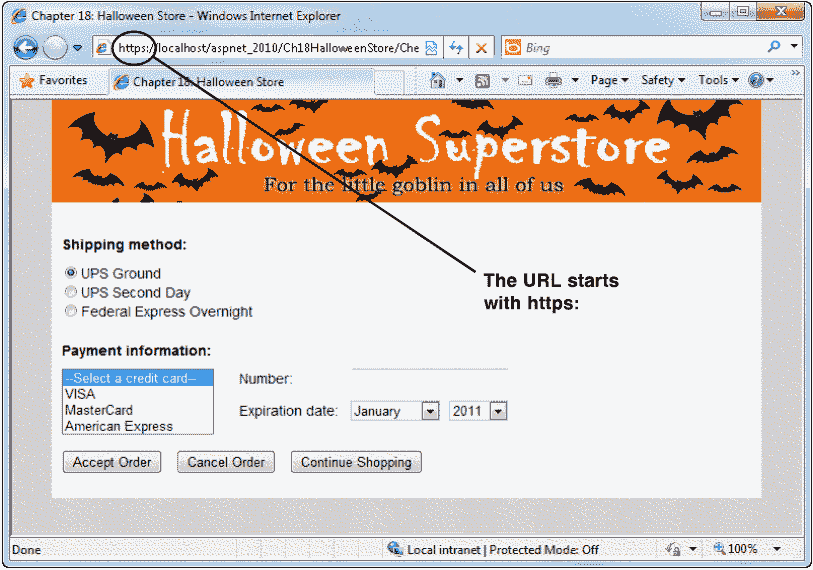 Chapter 18: Halloween Store - Windows Internet Explorer
https://localhost/aspnet_2010/Ch18HalloweenStore/Che
Bing
Favorites
Chapter 18: Halloween Store
Page
Safety
Tools
Halloween Superstore
For the little goblin in all of us
Shipping method:
UPS Ground
UPS Second Day
Federal Express Overnight
The URL starts
with https:
Payment information:
--Select a credit card--
VISA
MasterCard
American Express
Number:
Expiration date: January 2011
Accept Order Cancel Order Continue Shopping
Done Local intranet | Protected Mode: Off 100%